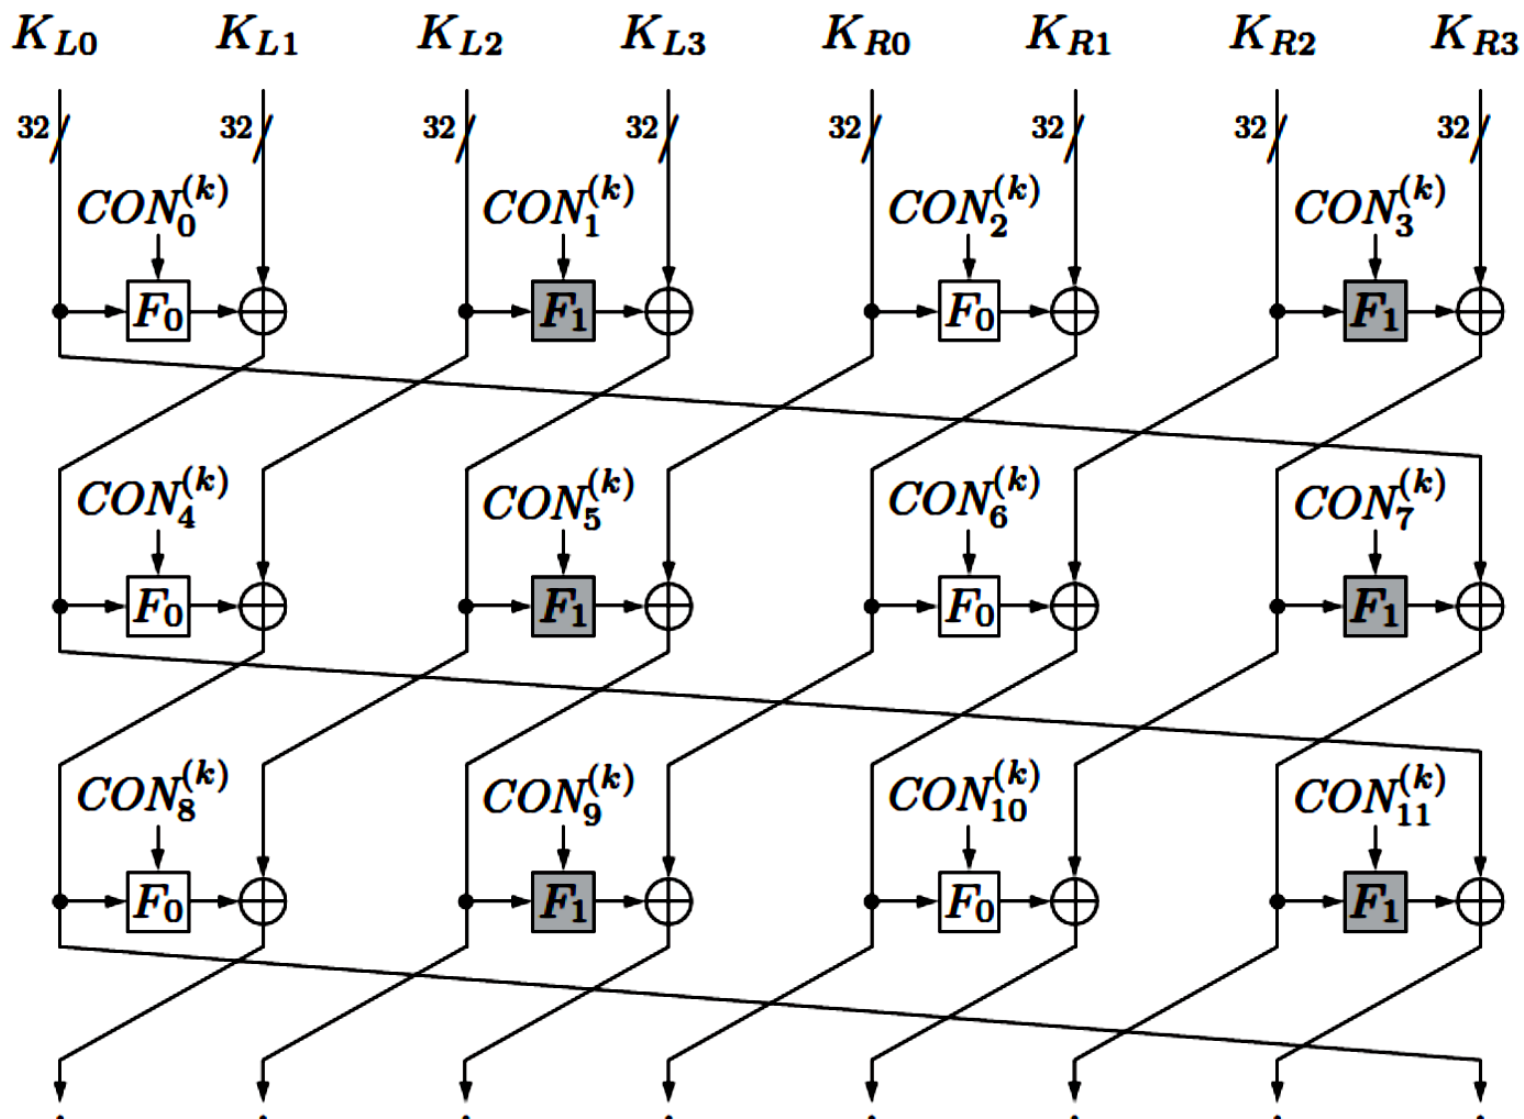 K_{L0} K_{L1} K_{L2} K_{L3} K_{R0} K_{R1} K_{R2} K_{R3}
32 32 32 32 32 32 32 32
CON_0^{(k)} CON_1^{(k)} CON_2^{(k)} CON_3^{(k)}
F_0 F_1 F_0 F_1
CON_4^{(k)} CON_5^{(k)} CON_6^{(k)} CON_7^{(k)}
F_0 F_1 F_0 F_1
CON_8^{(k)} CON_9^{(k)} CON_{10}^{(k)} CON_{11}^{(k)}
F_0 F_1 F_0 F_1